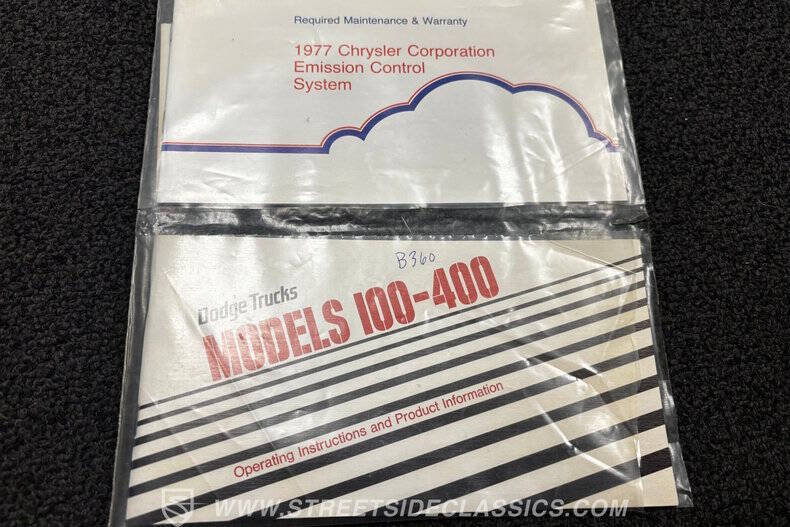 Required Maintenance & Warranty
1977 Chrysler Corporation
Emission Control
System
B360
Dodge Trucks
MODELS 100-400
Operating Instructions and Product Information
WWW.STREETSIDECLASSICS.COM